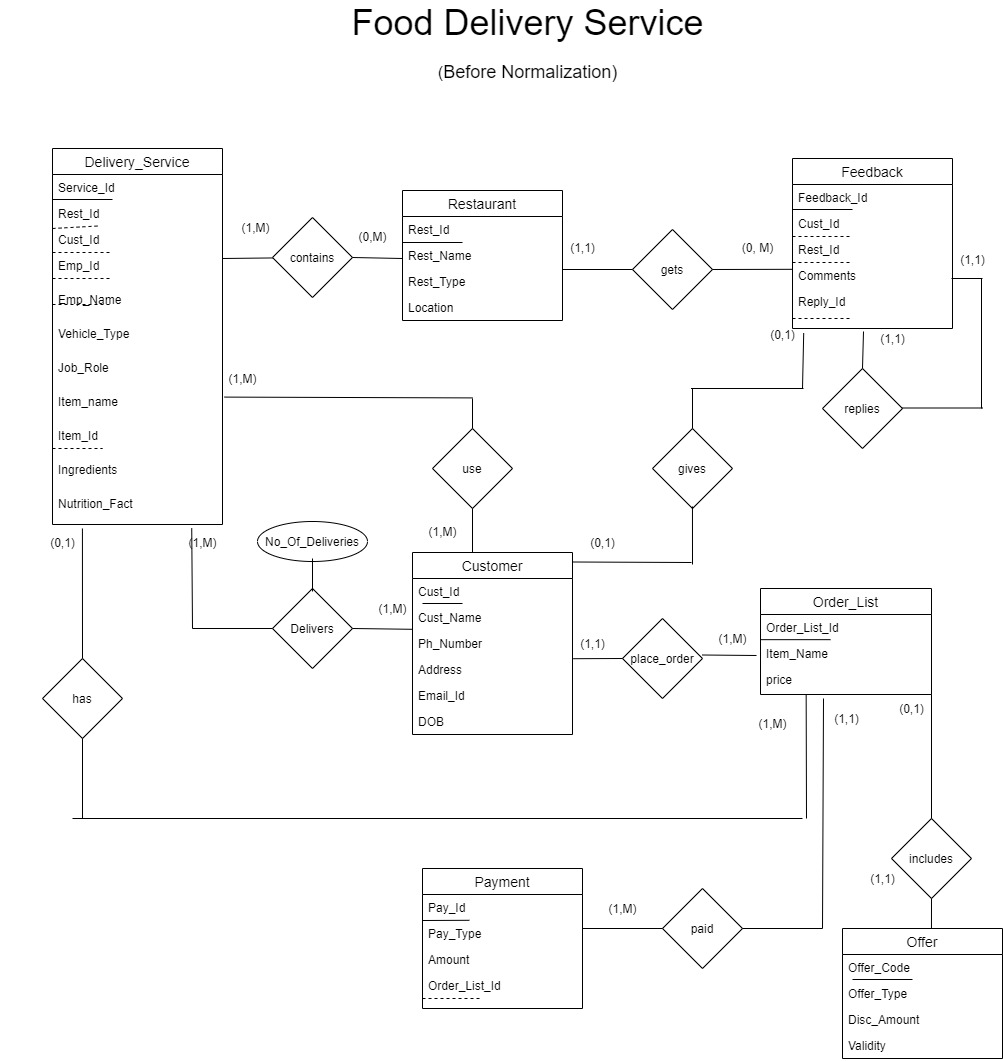 Food Delivery Service
(Before Normalization)
Delivery_Service
Service_Id
Rest_Id
Cust_Id
Emp_Id
Emp_Name
Vehicle_Type
Job_Role
Item_name
Item_Id
Ingredients
Nutrition_Fact
(1,M)
contains
(0,M)
Restaurant
Rest_Id
Rest_Name
Rest_Type
Location
(1,1)
gets
(0, M)
Feedback
Feedback_Id
Cust_Id
Rest_Id
Comments
Reply_Id
(1,1)
(0,1)
(1,1)
replies
(1,M)
use
(1,M)
gives
(0,1)
(0,1)
(1,M)
No_Of_Deliveries
Delivers
(1,M)
has
Customer
Cust_Id
Cust_Name
Ph_Number
Address
Email_Id
DOB
(1,1)
place_order
(1,M)
Order_List
Order_List_Id
Item_Name
price
(1,M)
(1,1)
(0,1)
includes
(1,1)
Payment
Pay_Id
Pay_Type
Amount
Order_List_Id
(1,M)
paid
Offer
Offer_Code
Offer_Type
Disc_Amount
Validity